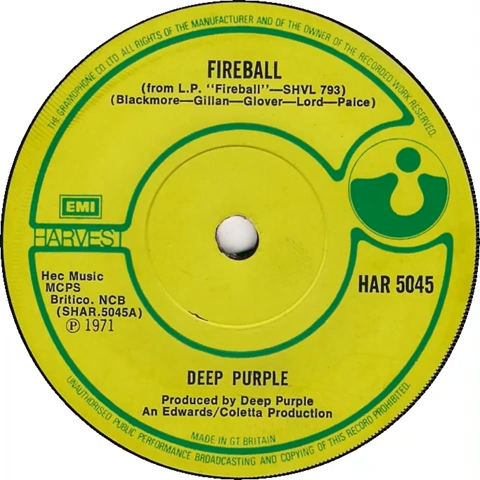 THE GRAMOPHONE CO. LTD. ALL RIGHTS OF THE MANUFACTURER AND OF THE OWNER OF THE RECORDED WORK RESERVED.
FIREBALL
(from L.P. "Fireball"—SHVL 793)
(Blackmore—Gillan—Glover—Lord—Paice)
EMI
HARVEST
Hec Music
MCPS
Britico. NCB
(SHAR.5045A)
Ⓟ 1971
HAR 5045
DEEP PURPLE
Produced by Deep Purple
An Edwards/Coletta Production
MADE IN GT. BRITAIN
UNAUTHORISED PUBLIC PERFORMANCE BROADCASTING AND COPYING OF THIS RECORD PROHIBITED.